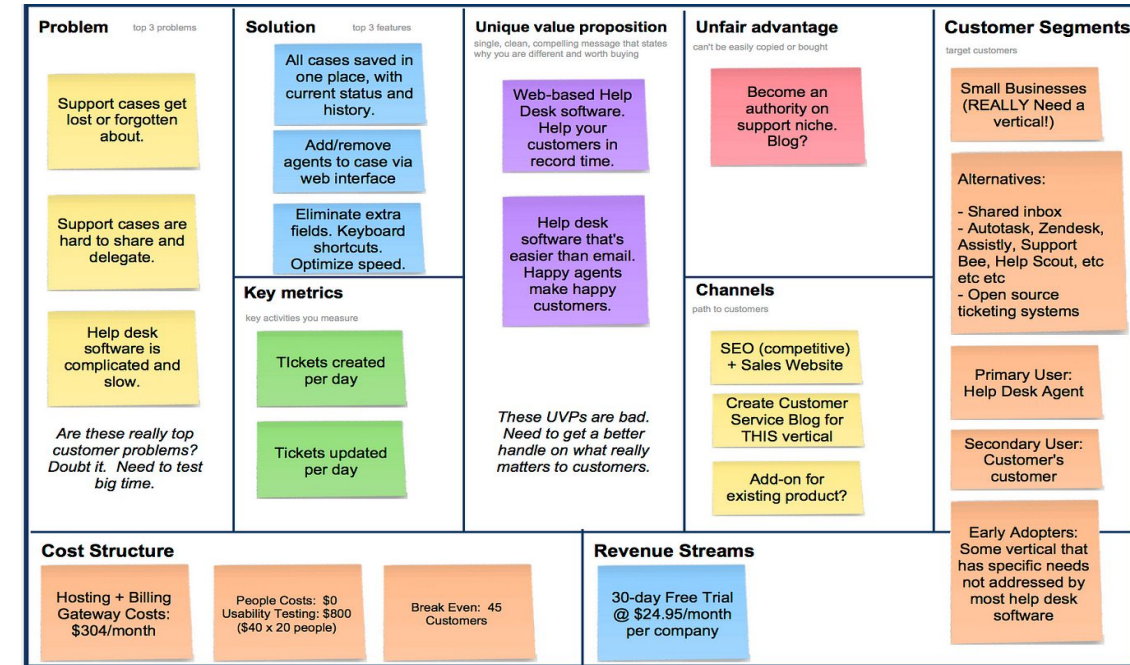 Problem
top 3 problems
Support cases get
lost or forgotten
about.
Support cases are
hard to share and
delegate.
Help desk
software is
complicated and
slow.
Are these really top
customer problems?
Doubt it. Need to test
big time.
Solution
top 3 features
All cases saved in
one place, with
current status and
history.
Add/remove
agents to case via
web interface
Eliminate extra
fields. Keyboard
shortcuts.
Optimize speed.
Key metrics
key activities you measure
TIckets created
per day
Tickets updated
per day
Unique value proposition
single, clean, compelling message that states
why you are different and worth buying
Web-based Help
Desk software.
Help your
customers in
record time.
Help desk
software that's
easier than email.
Happy agents
make happy
customers.
These UVPs are bad.
Need to get a better
handle on what really
matters to customers.
Unfair advantage
can't be easily copied or bought
Become an
authority on
support niche.
Blog?
Channels
path to customers
SEO (competitive)
+ Sales Website
Create Customer
Service Blog for
THIS vertical
Add-on for
existing product?
Customer Segments
target customers
Small Businesses
(REALLY Need a
vertical!)
Alternatives:
- Shared inbox
- Autotask, Zendesk,
Assistly, Support
Bee, Help Scout, etc
etc etc
- Open source
ticketing systems
Primary User:
Help Desk Agent
Secondary User:
Customer's
customer
Early Adopters:
Some vertical that
has specific needs
not addressed by
most help desk
software
Cost Structure
Hosting + Billing
Gateway Costs:
$304/month
People Costs: $0
Usability Testing: $800
($40 x 20 people)
Break Even: 45
Customers
Revenue Streams
30-day Free Trial
@ $24.95/month
per company